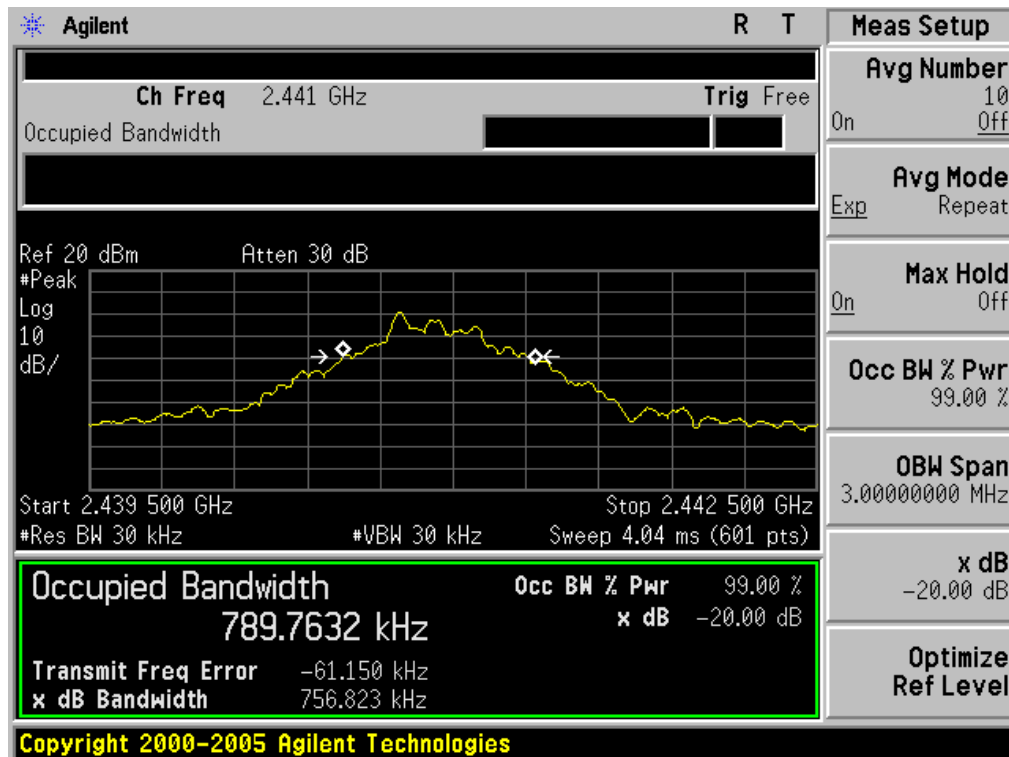 Agilent R T
Ch Freq 2.441 GHz Trig Free
Occupied Bandwidth
Ref 20 dBm Atten 30 dB
#Peak
Log
10
dB/
Start 2.439 500 GHz Stop 2.442 500 GHz
#Res BW 30 kHz #VBW 30 kHz Sweep 4.04 ms (601 pts)
Occupied Bandwidth Occ BW % Pwr 99.00 %
789.7632 kHz x dB -20.00 dB
Transmit Freq Error -61.150 kHz
x dB Bandwidth 756.823 kHz
Copyright 2000-2005 Agilent Technologies
Meas Setup
Avg Number
10
On Off
Avg Mode
Exp Repeat
Max Hold
On Off
Occ BW % Pwr
99.00 %
OBW Span
3.00000000 MHz
x dB
-20.00 dB
Optimize
Ref Level